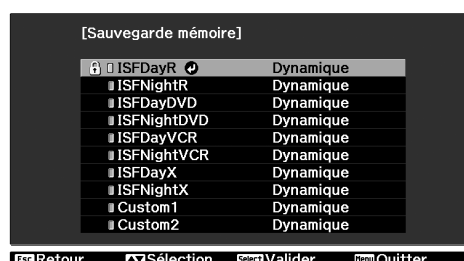 [Sauvegarde mémoire]
ISFDayR Dynamique
ISFNightR Dynamique
ISFDayDVD Dynamique
ISFNightDVD Dynamique
ISFDayVCR Dynamique
ISFNightVCR Dynamique
ISFDayX Dynamique
ISFNightX Dynamique
Custom1 Dynamique
Custom2 Dynamique
Esc Retour Sélection Select Valider Menu Quitter